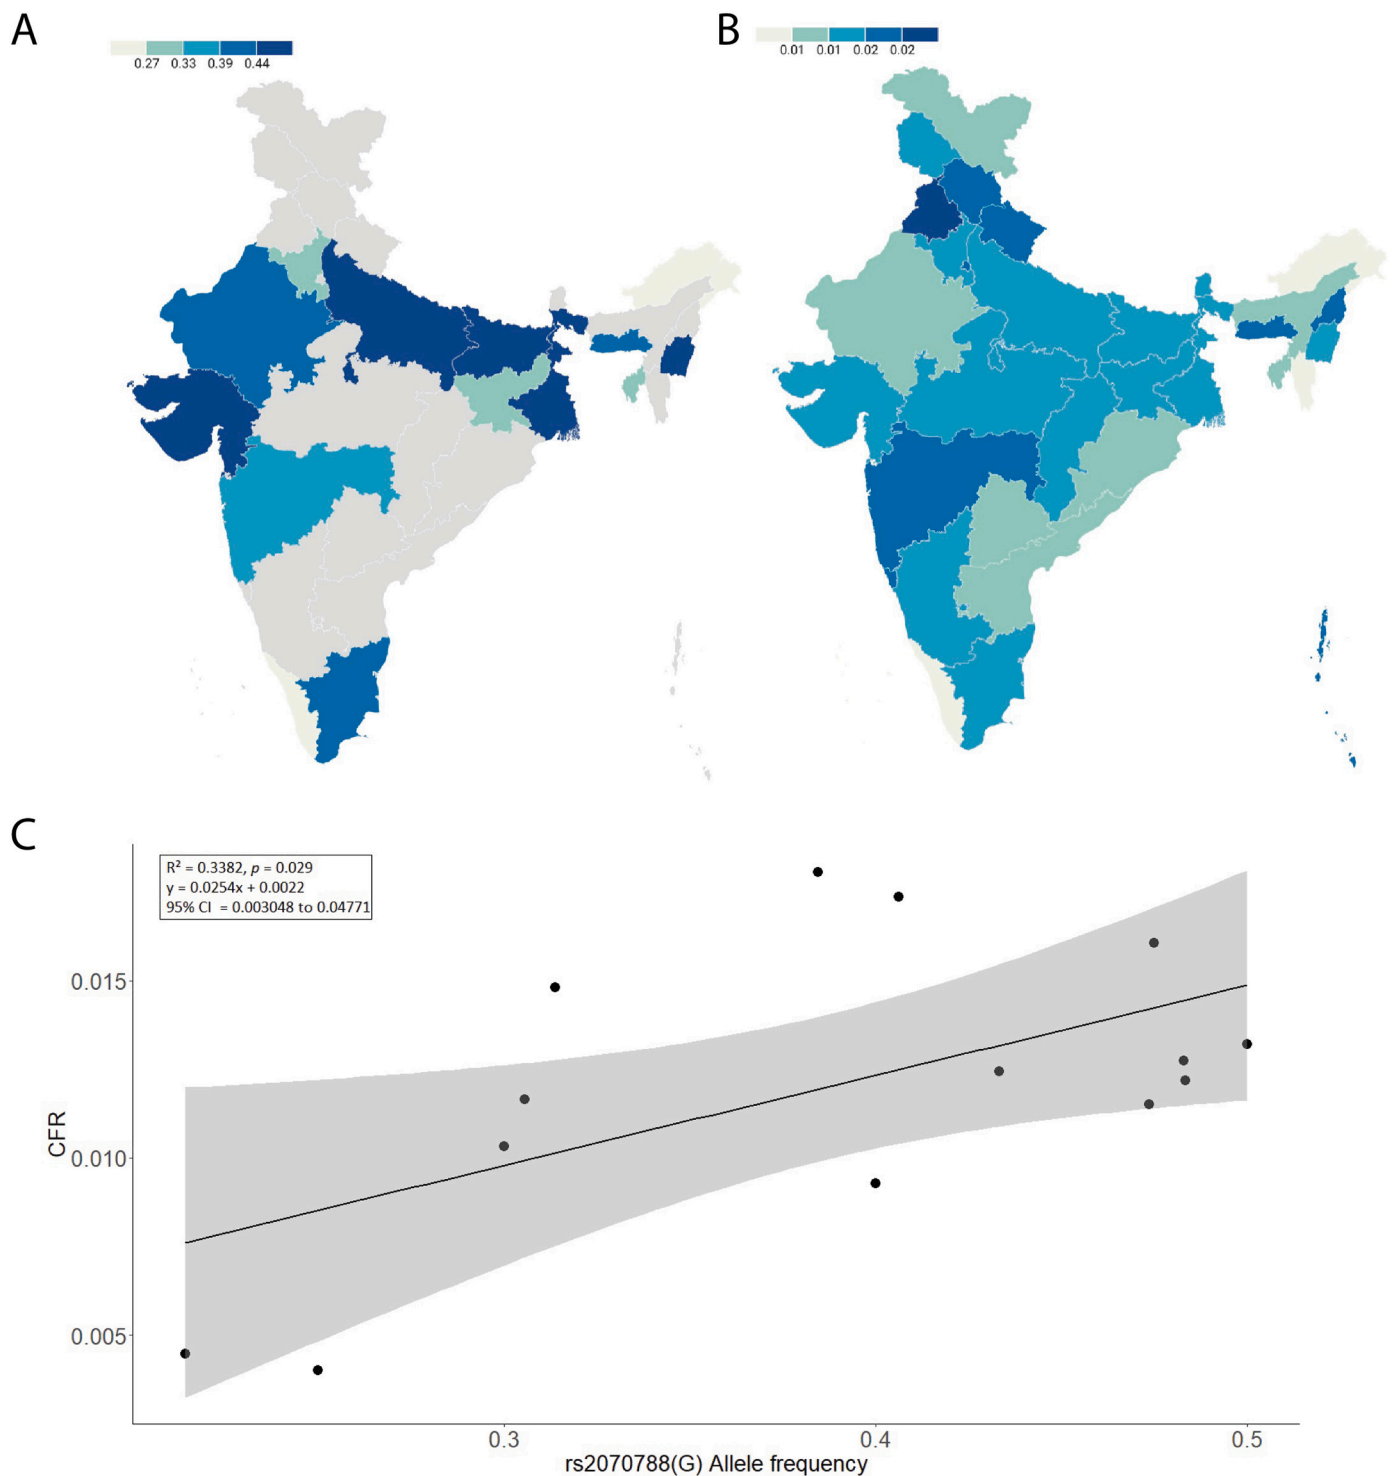 A
0.27 0.33 0.39 0.44
B
0.01 0.01 0.02 0.02
C
R² = 0.3382, p = 0.029
y = 0.0254x + 0.0022
95% CI = 0.003048 to 0.04771
0.015
0.010
0.005
CFR
0.3 0.4 0.5
rs2070788(G) Allele frequency